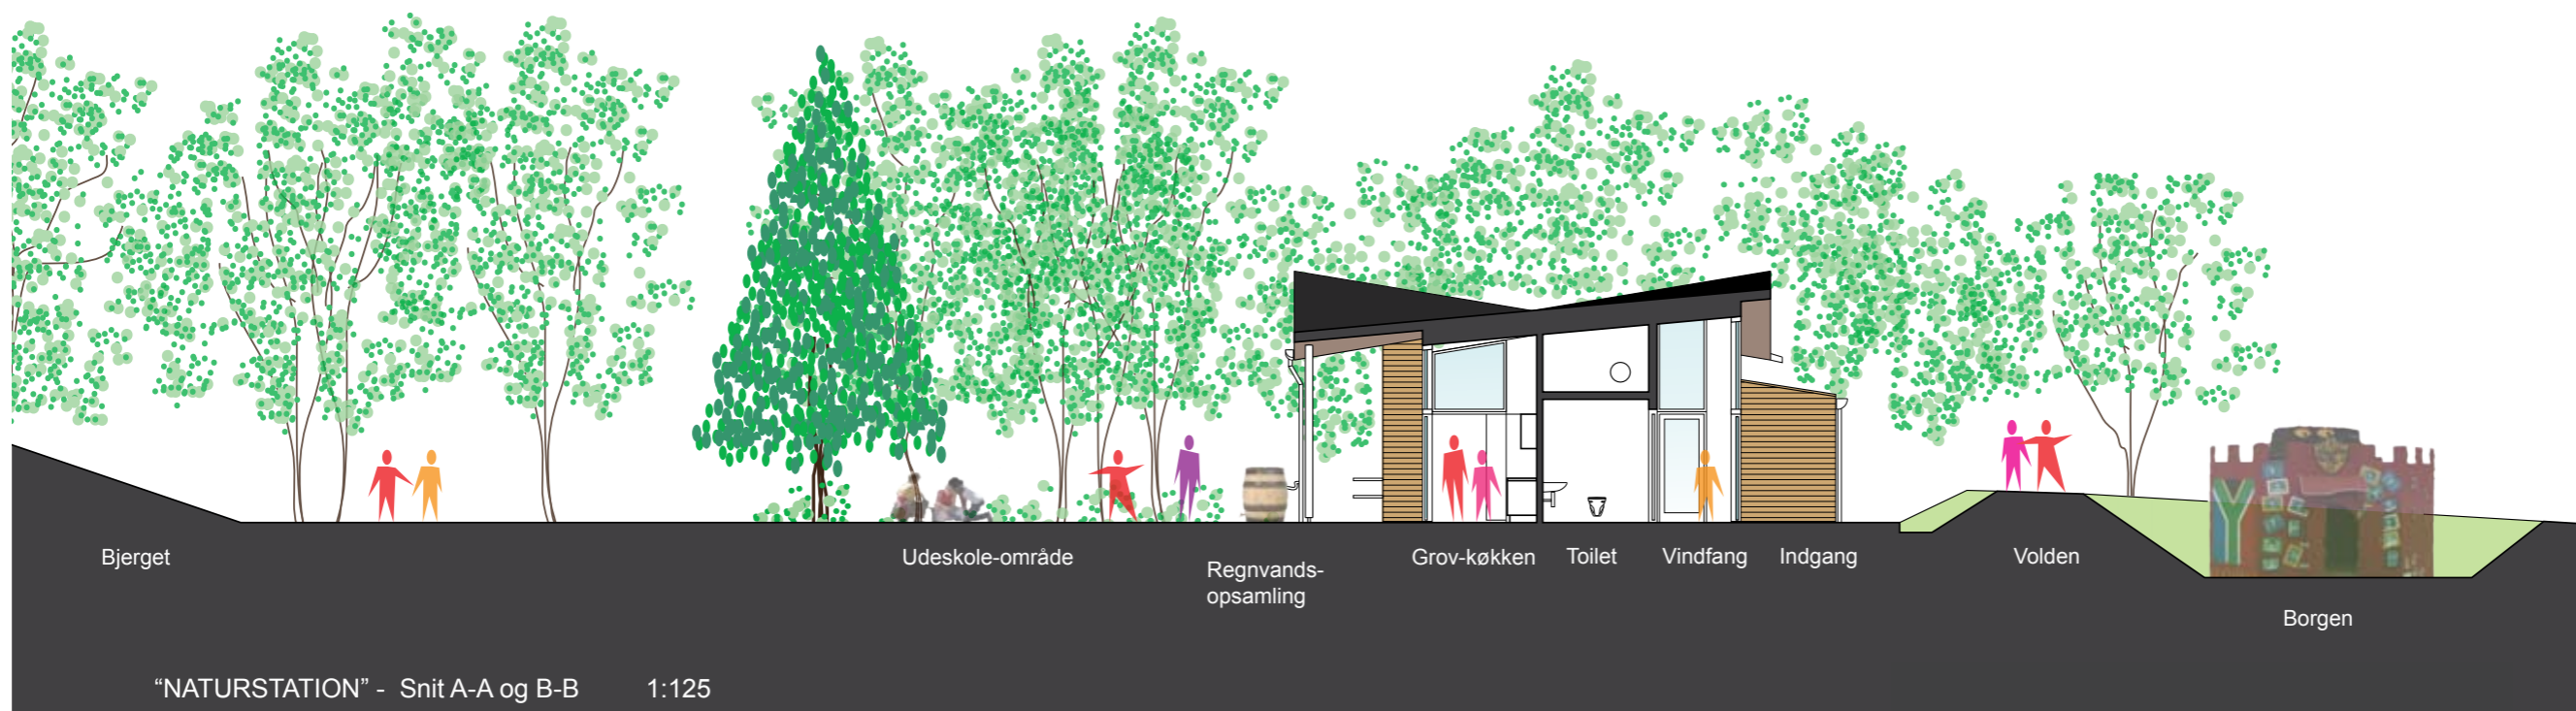 Bjerget
Udeskole-område
Regnvands-
opsamling
Grov-køkken
Toilet
Vindfang
Indgang
Volden
Borgen
“NATURSTATION” - Snit A-A og B-B 1:125